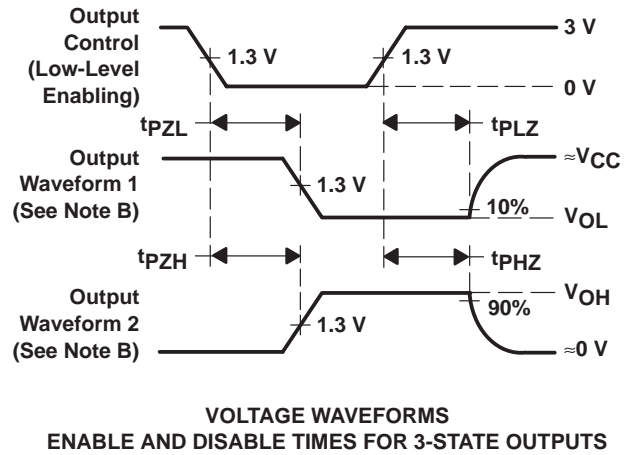 Output
Control
(Low-Level
Enabling)
1.3 V
1.3 V
3 V
0 V
tPZL
tPLZ
Output
Waveform 1
(See Note B)
1.3 V
10%
≈VCC
VOL
tPZH
tPHZ
Output
Waveform 2
(See Note B)
1.3 V
90%
VOH
≈0 V
VOLTAGE WAVEFORMS
ENABLE AND DISABLE TIMES FOR 3-STATE OUTPUTS